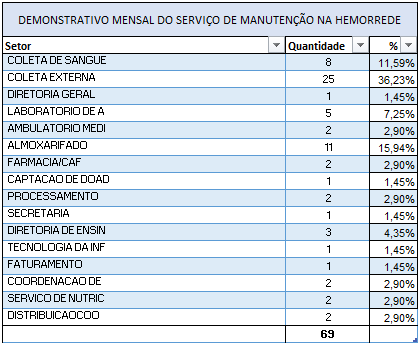 DEMONSTRATIVO MENSAL DO SERVIÇO DE MANUTENÇÃO NA HEMORREDE
Setor Quantidade %
COLETA DE SANGUE 8 11,59%
COLETA EXTERNA 25 36,23%
DIRETORIA GERAL 1 1,45%
LABORATORIO DE A 5 7,25%
AMBULATORIO MEDI 2 2,90%
ALMOXARIFADO 11 15,94%
FARMACIA/CAF 2 2,90%
CAPTACAO DE DOAD 1 1,45%
PROCESSAMENTO 2 2,90%
SECRETARIA 1 1,45%
DIRETORIA DE ENSIN 3 4,35%
TECNOLOGIA DA INF 1 1,45%
FATURAMENTO 1 1,45%
COORDENACAO DE 2 2,90%
SERVICO DE NUTRIC 2 2,90%
DISTRIBUICAOCOO 2 2,90%
69